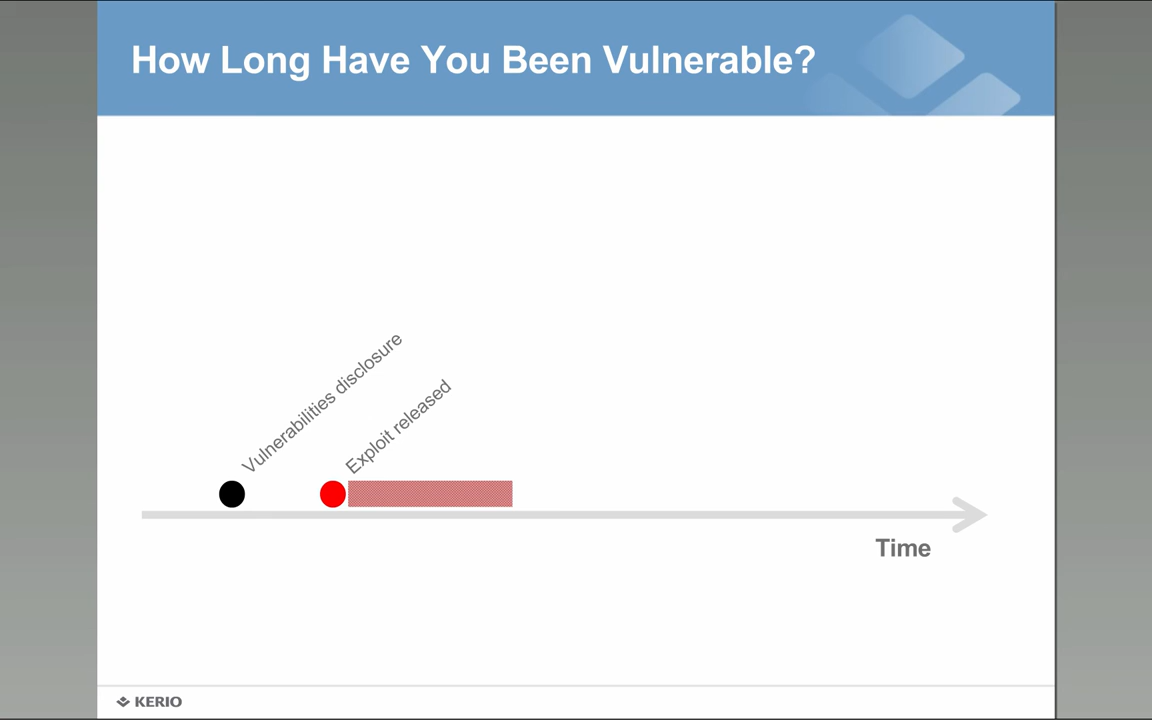 How Long Have You Been Vulnerable?
Vulnerabilities disclosure
Exploit released
Time
KERIO